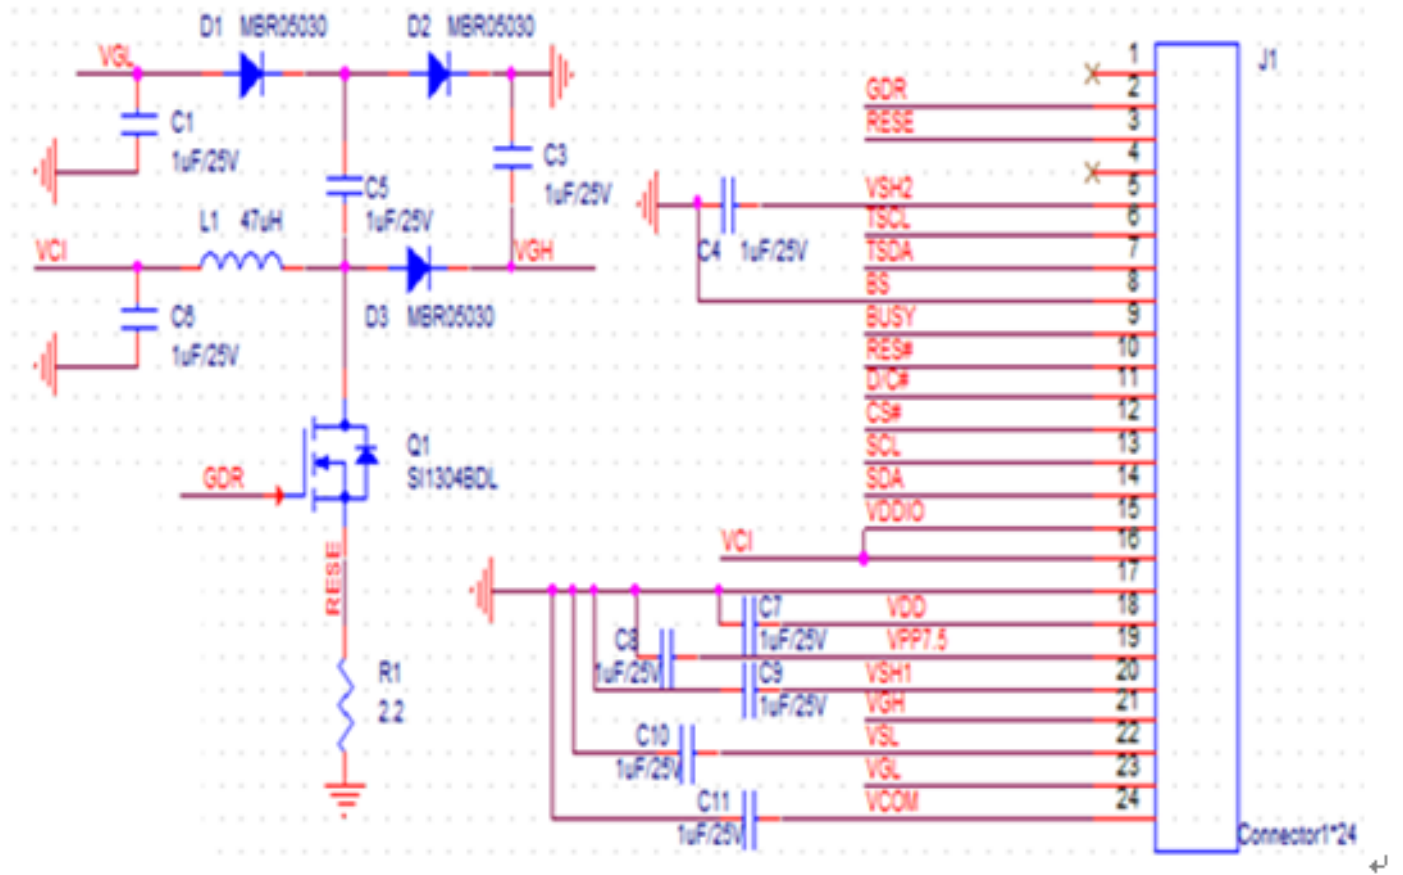 D1 MBR05030
D2 MBR05030
VGL
C1
1uF/25V
C3
1uF/25V
C5
1uF/25V
L1 47uH
VCI
VGH
C6
1uF/25V
D3 MBR05030
Q1
SI1304BDL
GDR
RESE
R1
2.2
J1
1
2
GDR
3
RESE
4
5
VSH2
C4 1uF/25V
6
TSCL
7
TSDA
8
BS
9
BUSY
10
RES#
11
D/C#
12
CS#
13
SCL
14
SDA
15
VDDIO
16
VCI
17
18
VDD
C7
1uF/25V
19
VPP7.5
C8
1uF/25V
20
VSH1
C9
1uF/25V
21
VGH
22
VSL
C10
1uF/25V
23
VGL
24
VCOM
C11
1uF/25V
Connector1*24